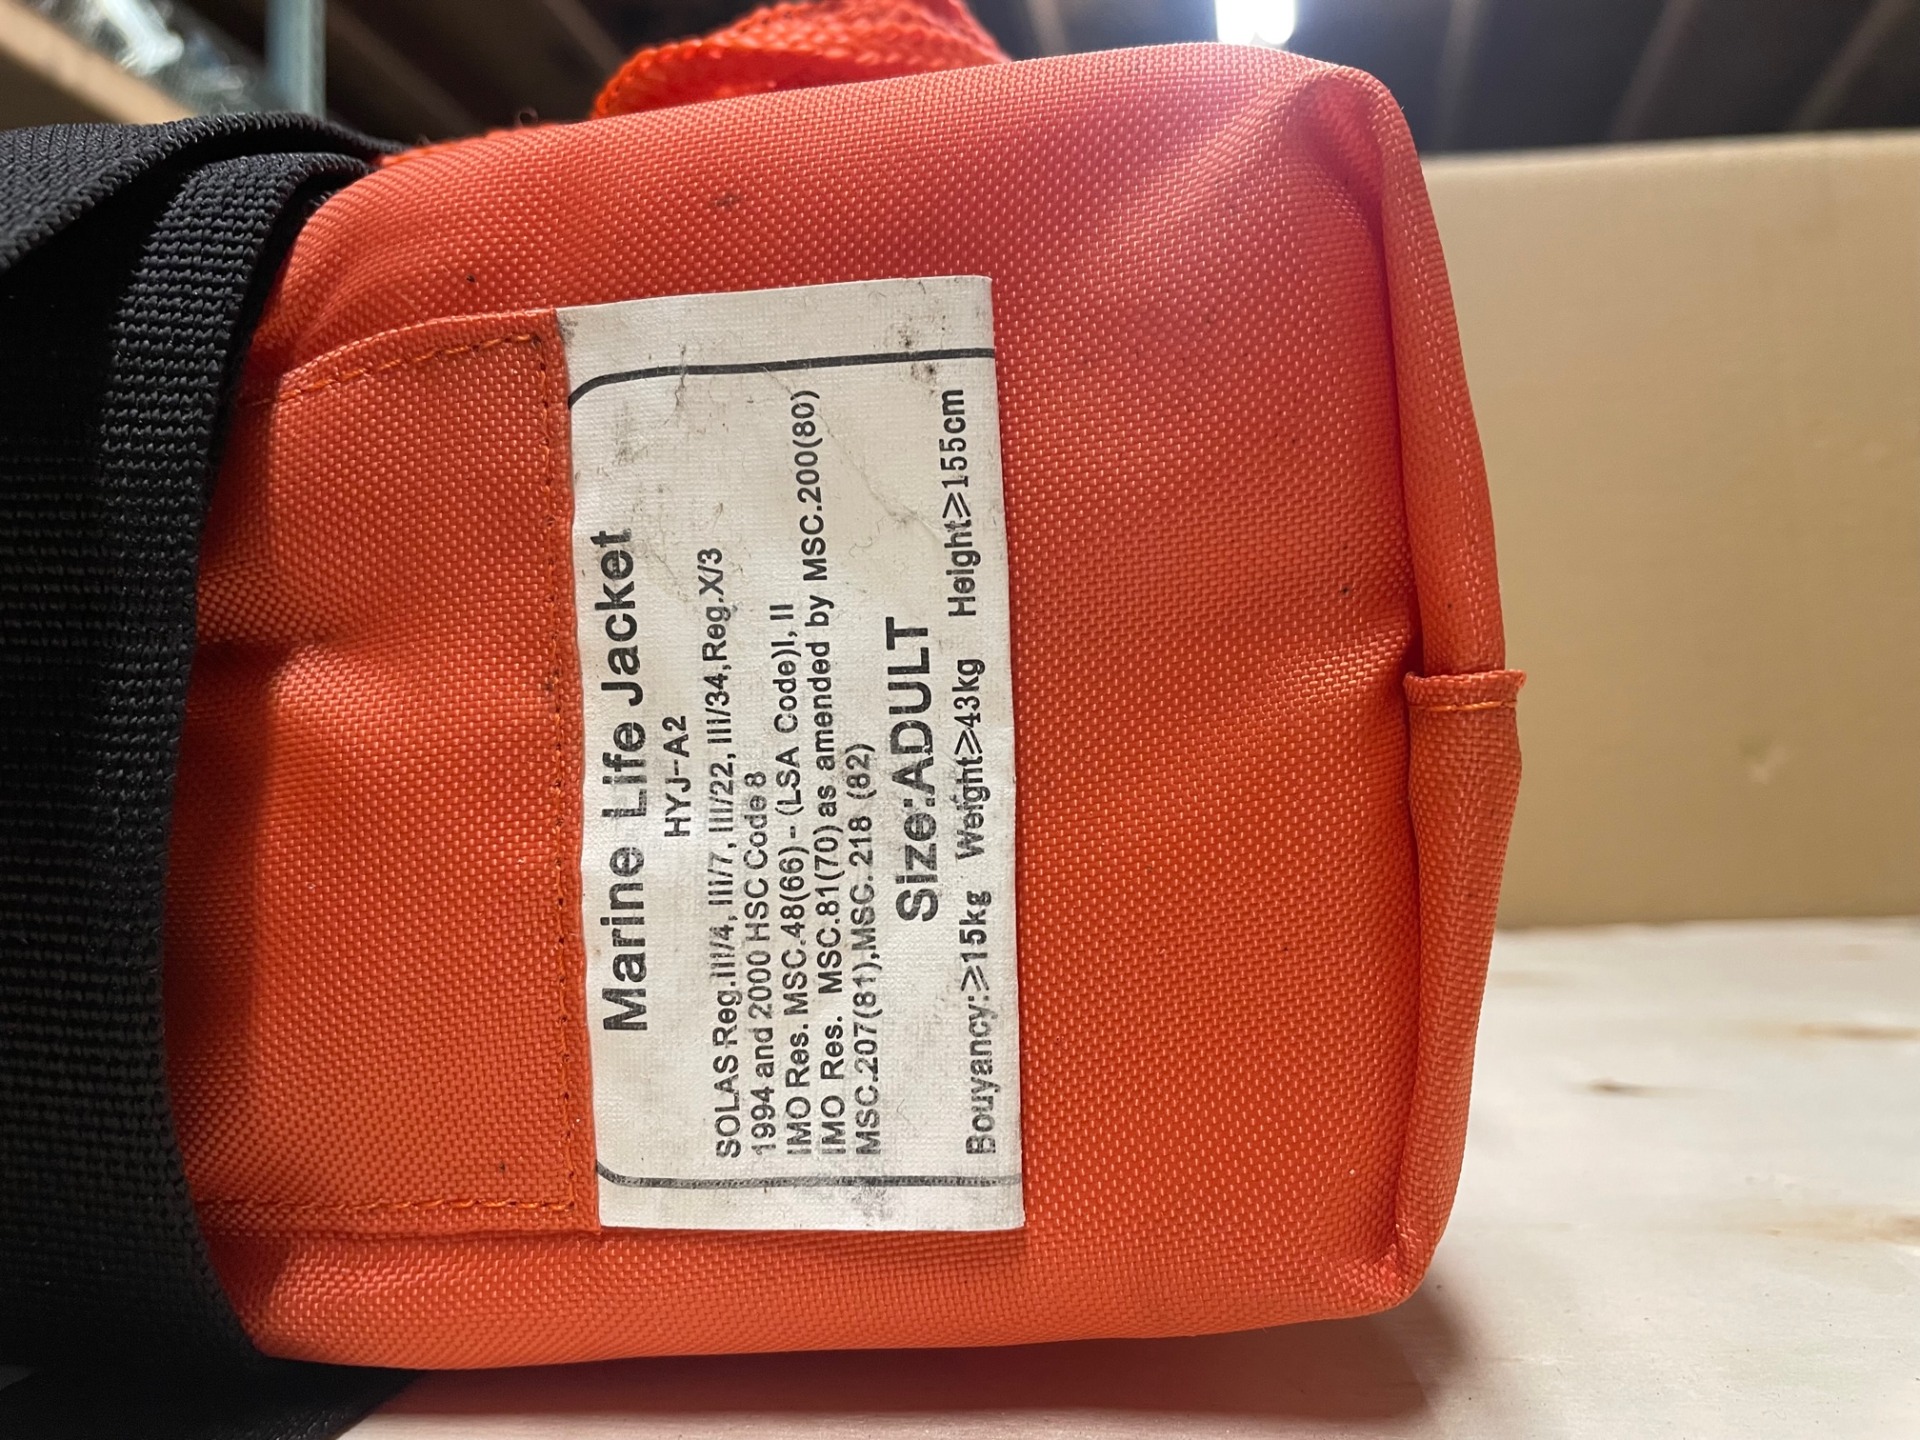 Marine Life Jacket
HYJ-A2
SOLAS Reg.III/4, III/7, III/22, III/34,Reg.X/3
1994 and 2000 HSC Code 8
IMO Res. MSC.48(66)-(LSA Code)I, II
IMO Res. MSC.81(70) as amended by MSC.200(80)
MSC.207(81),MSC.218 (82)
Size:ADULT
Bouyancy:≥15kg Weight≥43kg Height≥155cm